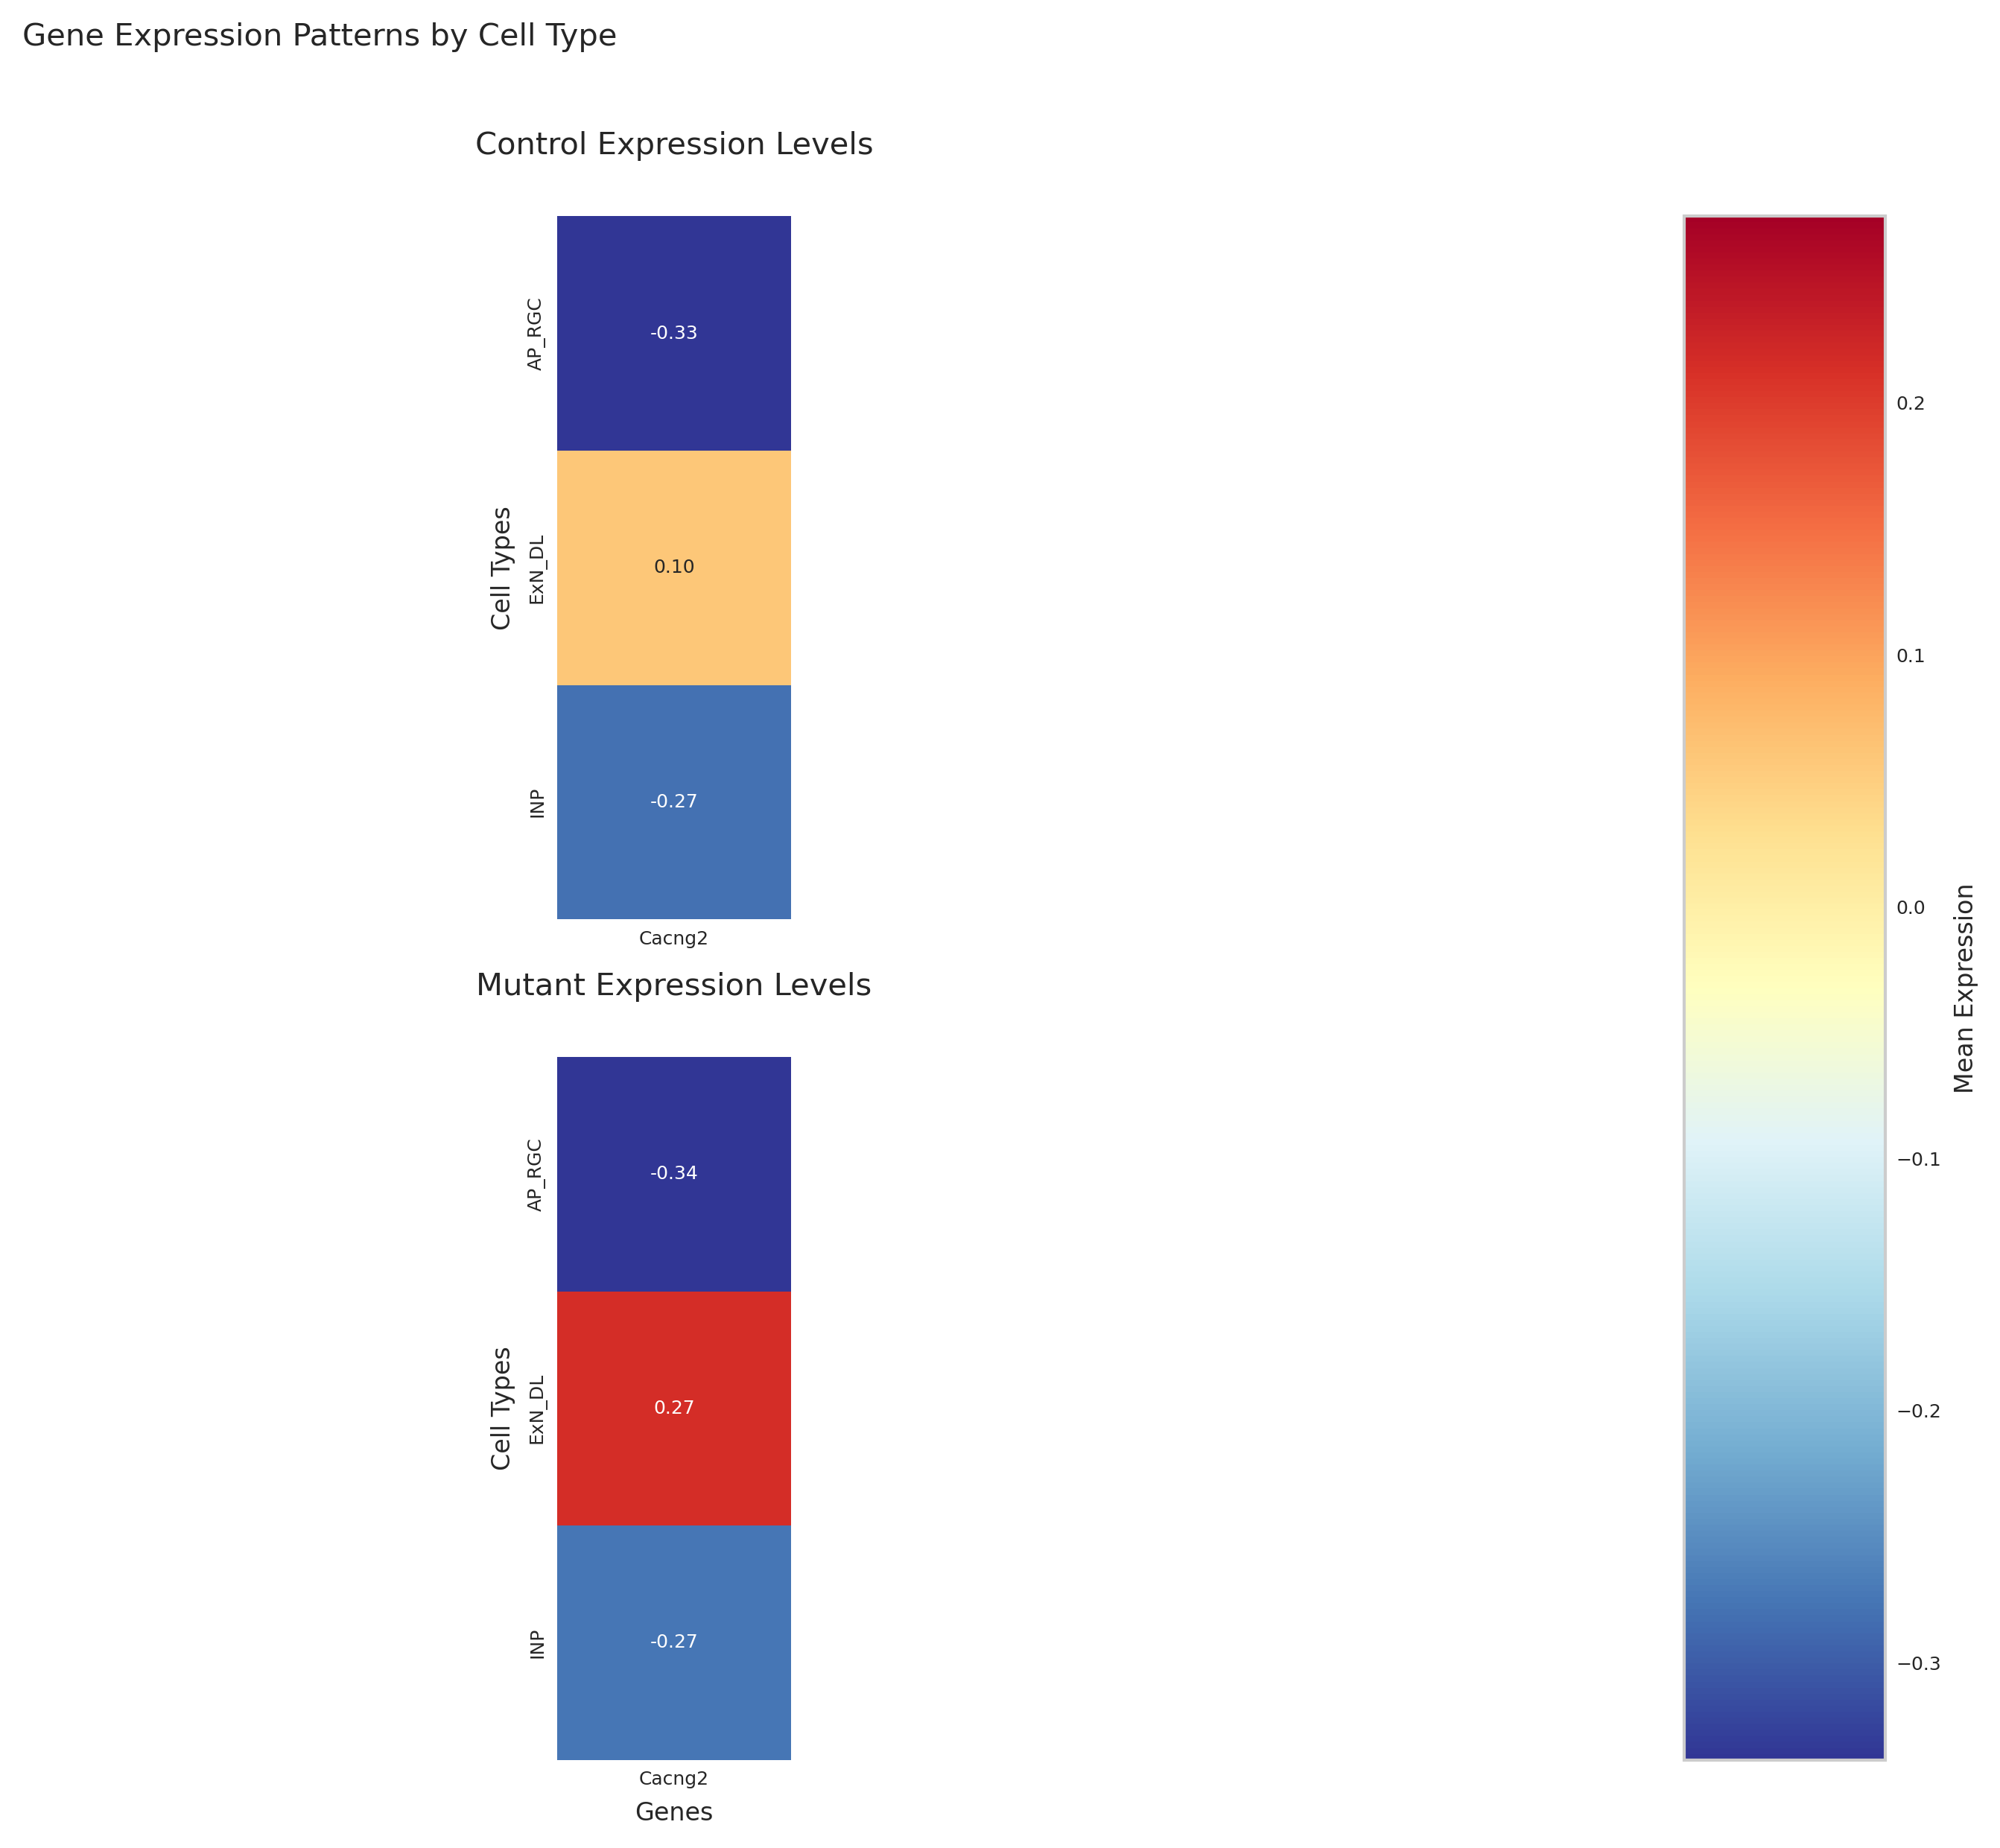 Gene Expression Patterns by Cell Type
Control Expression Levels
Cell Types
AP_RGC
-0.33
ExN_DL
0.10
INP
-0.27
Cacng2
Mutant Expression Levels
Cell Types
AP_RGC
-0.34
ExN_DL
0.27
INP
-0.27
Cacng2
Genes
0.2
0.1
0.0
−0.1
−0.2
−0.3
Mean Expression